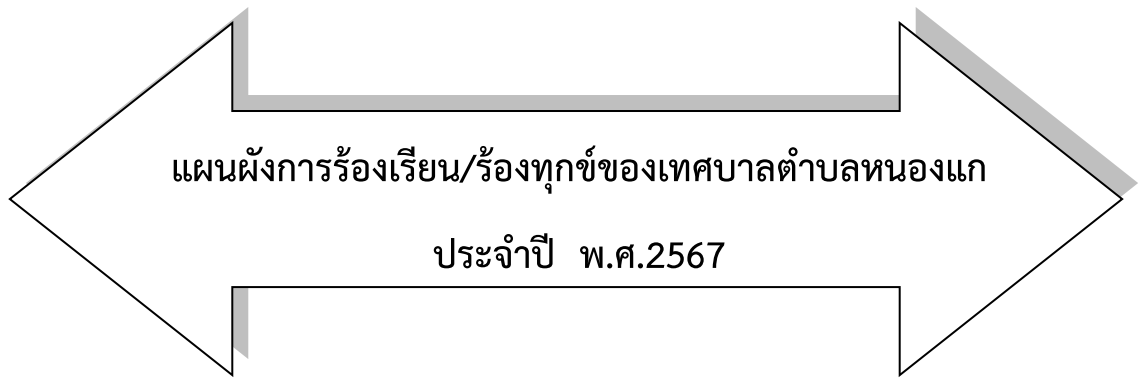 แผนผังการร้องเรียน/ร้องทุกข์ของเทศบาลตำบลหนองแก
ประจำปี พ.ศ.2567